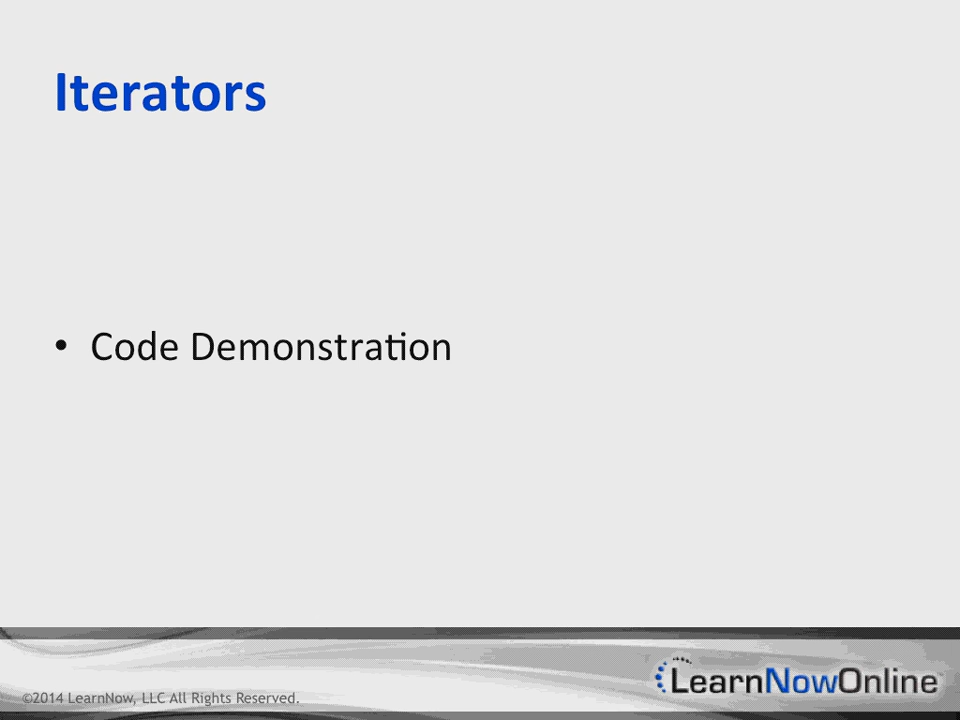 Iterators
• Code Demonstration
©2014 LearnNow, LLC All Rights Reserved.
LearnNowOnline